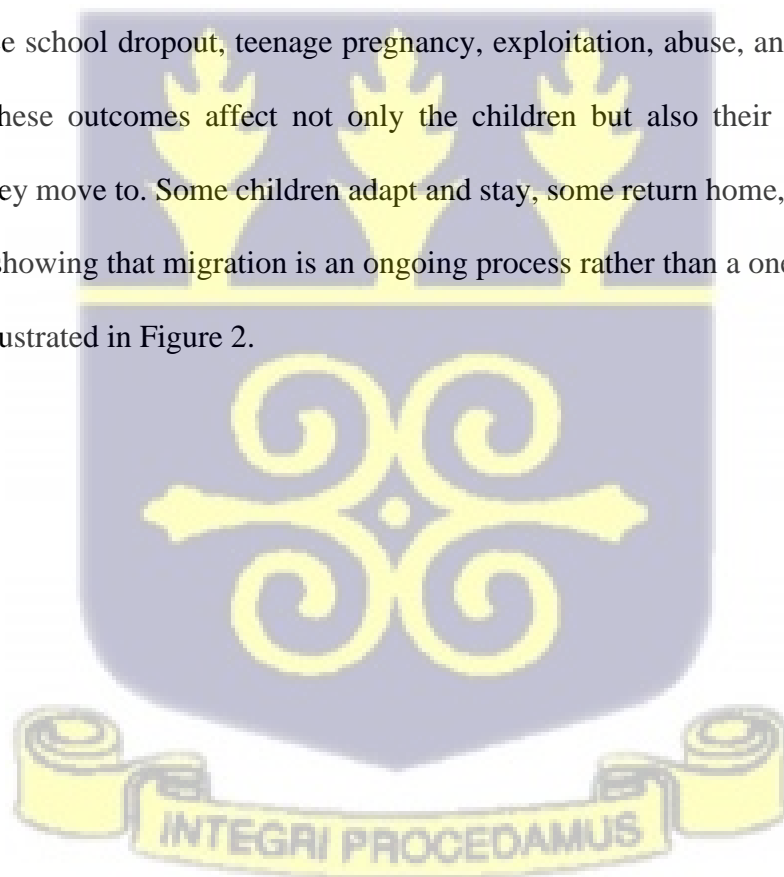 school dropout, teenage pregnancy, exploitation, abuse, an
hese outcomes affect not only the children but also their
ey move to. Some children adapt and stay, some return home,
showing that migration is an ongoing process rather than a one
ustrated in Figure 2.
INTEGRI PROCEDAMUS